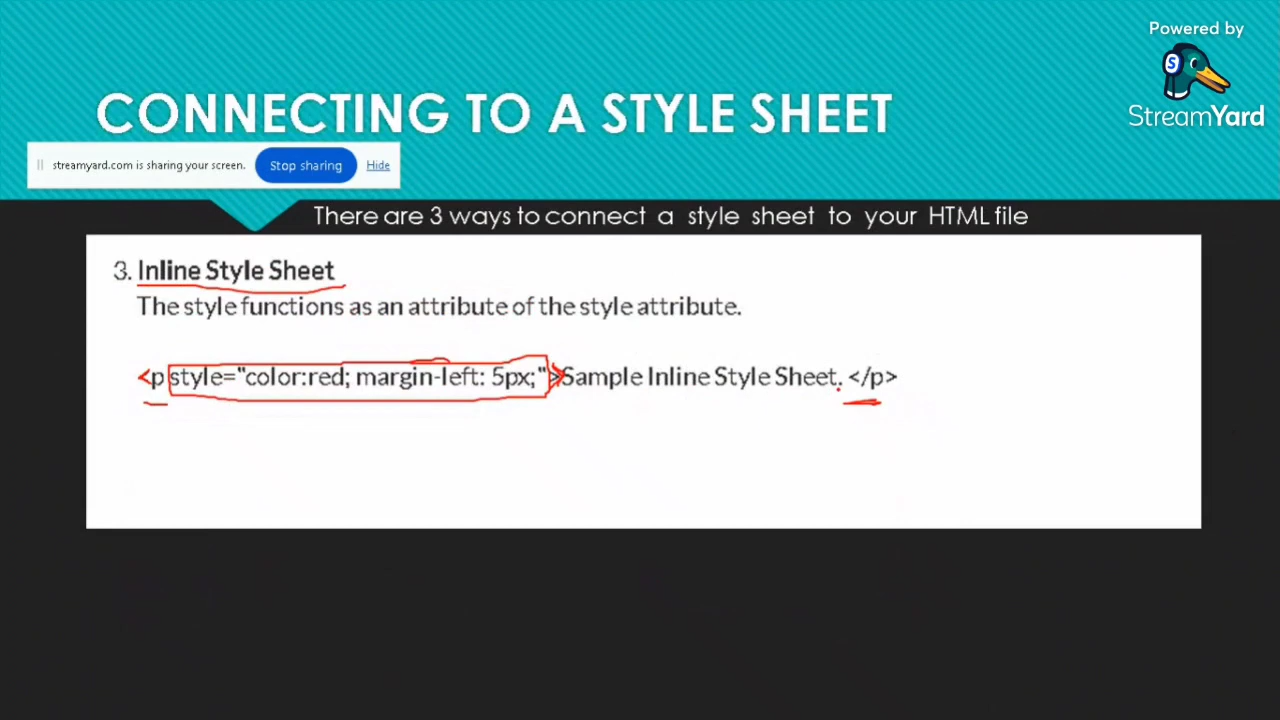 Powered by
S
StreamYard
CONNECTING TO A STYLE SHEET
streamyard.com is sharing your screen. Stop sharing Hide
There are 3 ways to connect a style sheet to your HTML file
3. Inline Style Sheet
The style functions as an attribute of the style attribute.
<p style="color:red; margin-left: 5px;">Sample Inline Style Sheet. </p>